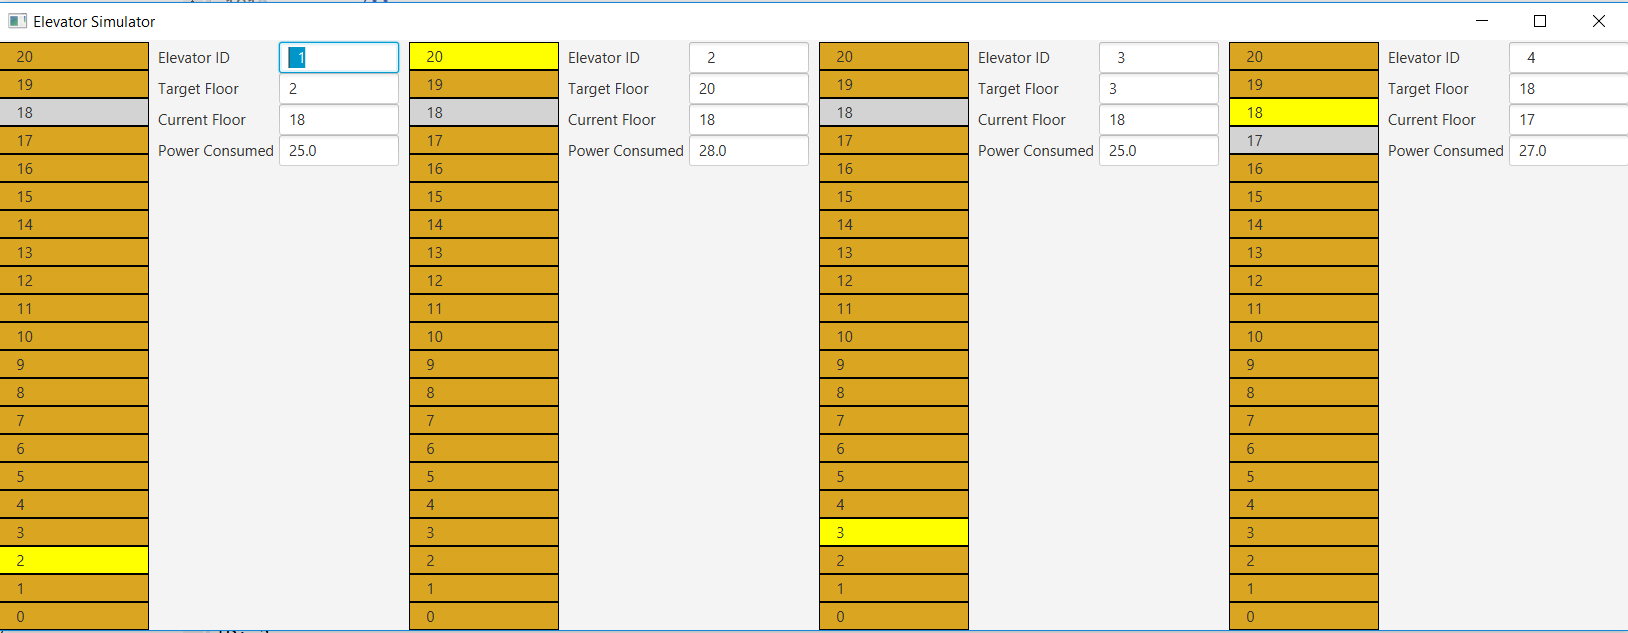 Elevator Simulator
20 Elevator ID 1 20 Elevator ID 2 20 Elevator ID 3 20 Elevator ID 4
19 Target Floor 2 19 Target Floor 20 19 Target Floor 3 19 Target Floor 18
18 Current Floor 18 18 Current Floor 18 18 Current Floor 18 18 Current Floor 17
17 Power Consumed 25.0 17 Power Consumed 28.0 17 Power Consumed 25.0 17 Power Consumed 27.0
16 16 16 16
15 15 15 15
14 14 14 14
13 13 13 13
12 12 12 12
11 11 11 11
10 10 10 10
9 9 9 9
8 8 8 8
7 7 7 7
6 6 6 6
5 5 5 5
4 4 4 4
3 3 3 3
2 2 2 2
1 1 1 1
0 0 0 0